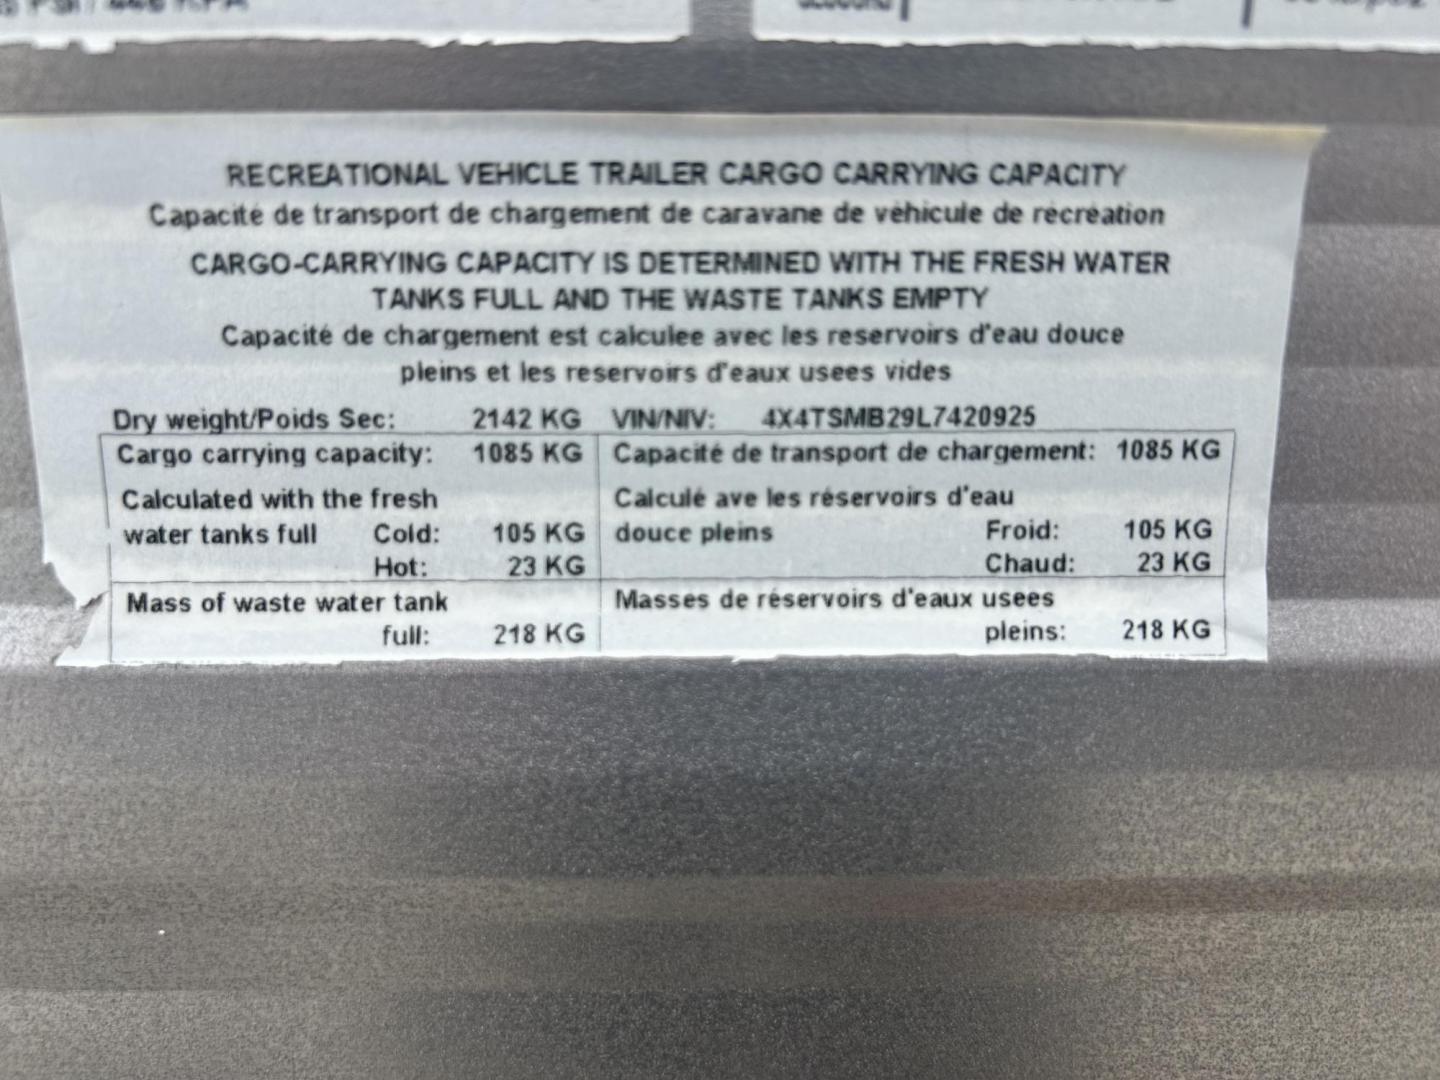 RECREATIONAL VEHICLE TRAILER CARGO CARRYING CAPACITY
Capacité de transport de chargement de caravane de véhicule de récréation
CARGO-CARRYING CAPACITY IS DETERMINED WITH THE FRESH WATER
TANKS FULL AND THE WASTE TANKS EMPTY
Capacité de chargement est calculee avec les reservoirs d'eau douce
pleins et les reservoirs d'eaux usees vides
Dry weight/Poids Sec: 2142 KG VIN/NIV: 4X4TSMB29L7420925
Cargo carrying capacity: 1085 KG Capacité de transport de chargement: 1085 KG
Calculated with the fresh Calculé ave les réservoirs d'eau
water tanks full Cold: 105 KG douce pleins Froid: 105 KG
Hot: 23 KG Chaud: 23 KG
Mass of waste water tank Masses de réservoirs d'eaux usees
full: 218 KG pleins: 218 KG